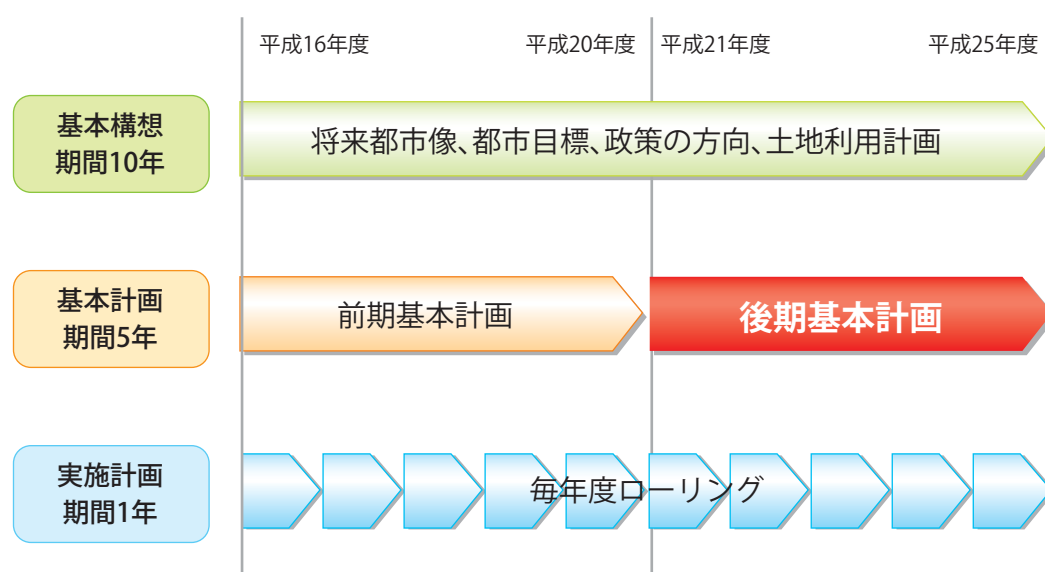 平成16年度
平成20年度
平成21年度
平成25年度
基本構想
期間10年
将来都市像、都市目標、政策の方向、土地利用計画
基本計画
期間5年
前期基本計画
後期基本計画
実施計画
期間1年
毎年度ローリング